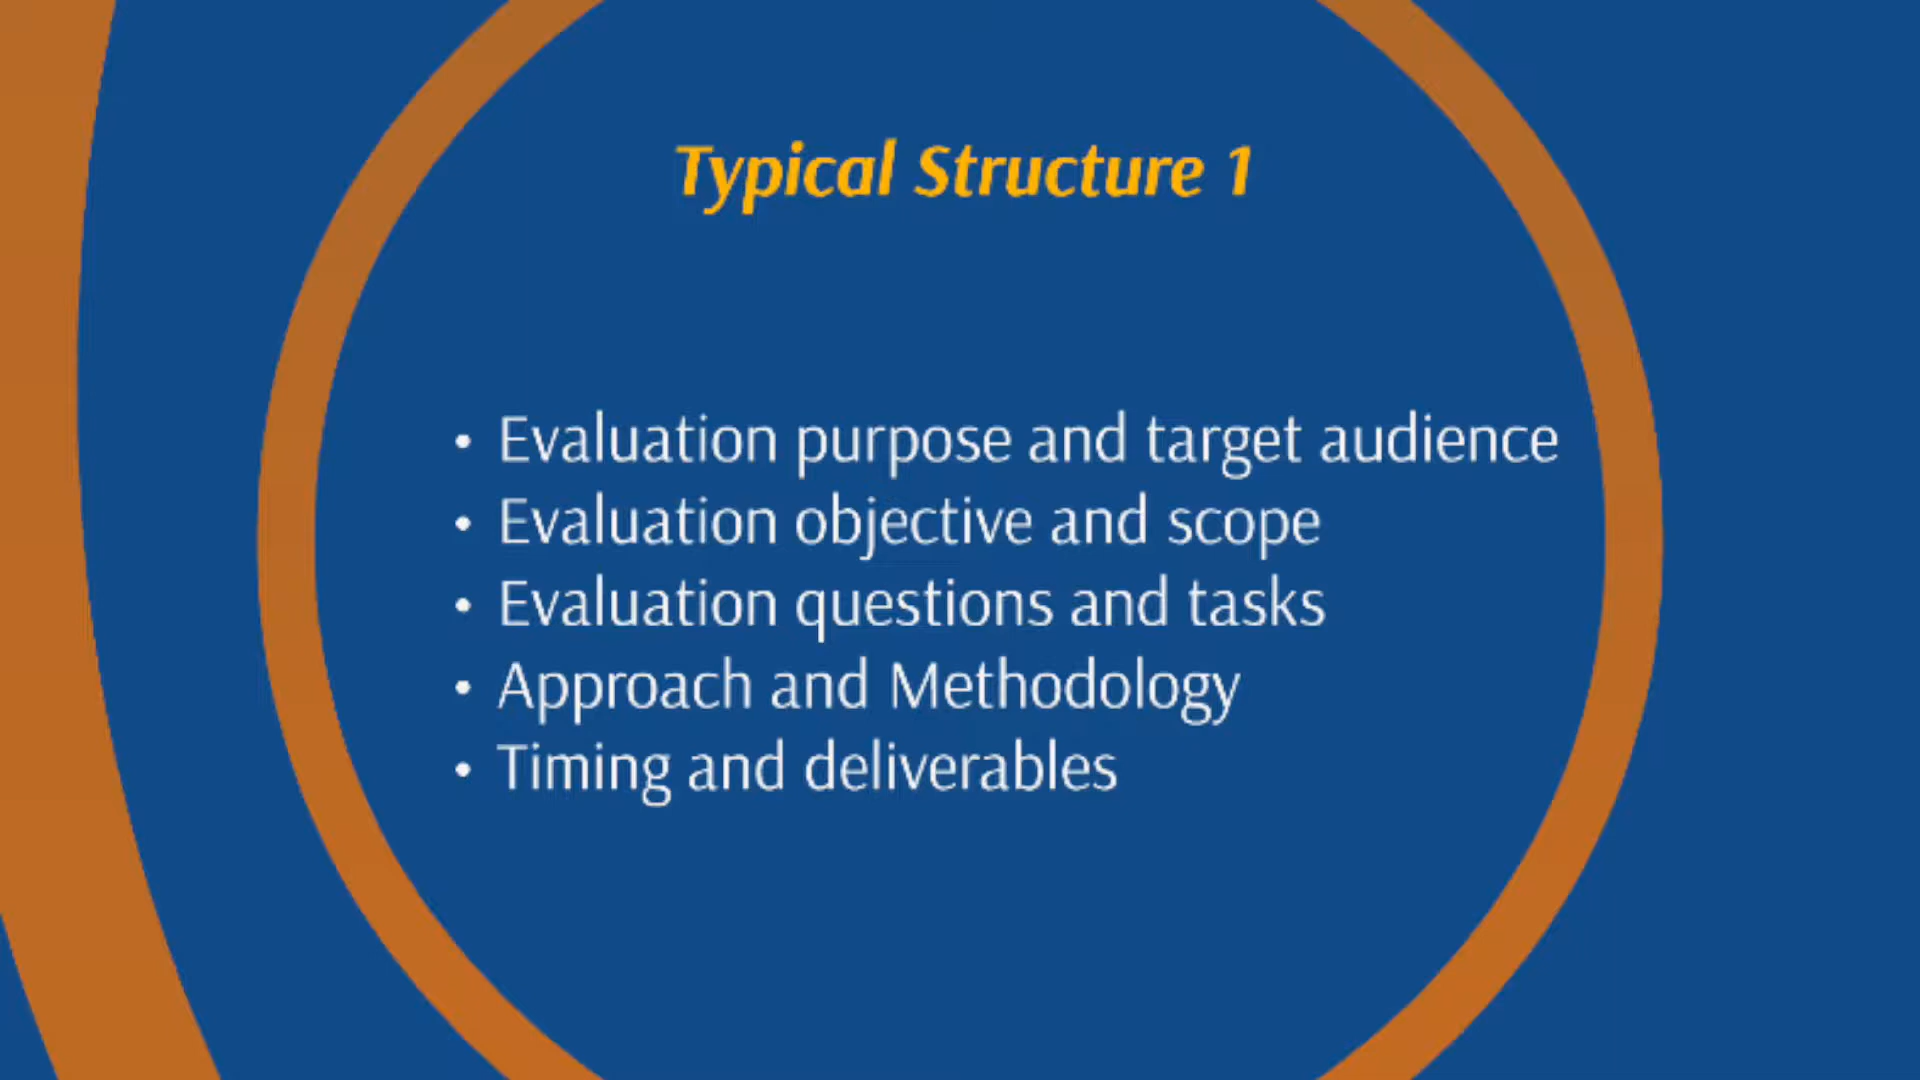 Typical Structure 1
• Evaluation purpose and target audience
• Evaluation objective and scope
• Evaluation questions and tasks
• Approach and Methodology
• Timing and deliverables